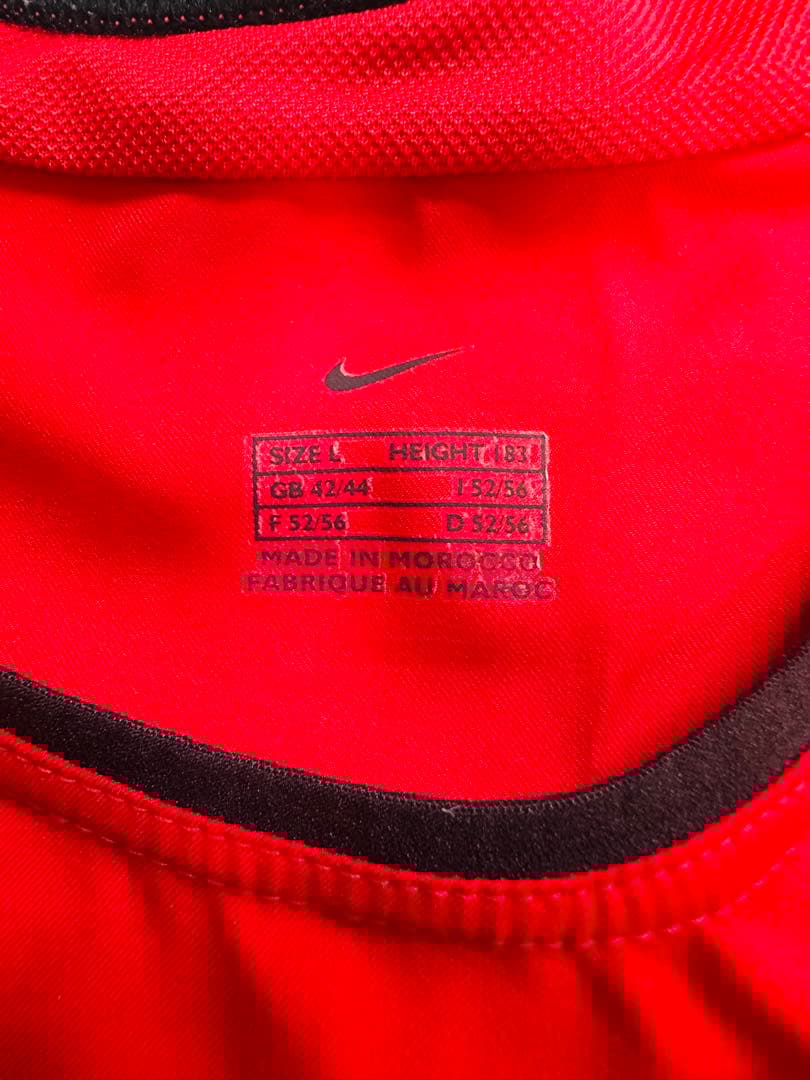 SIZE L HEIGHT 183
GB 42/44 I 52/56
F 52/56 D 52/56
MADE IN MOROCCO
FABRIQUE AU MAROC